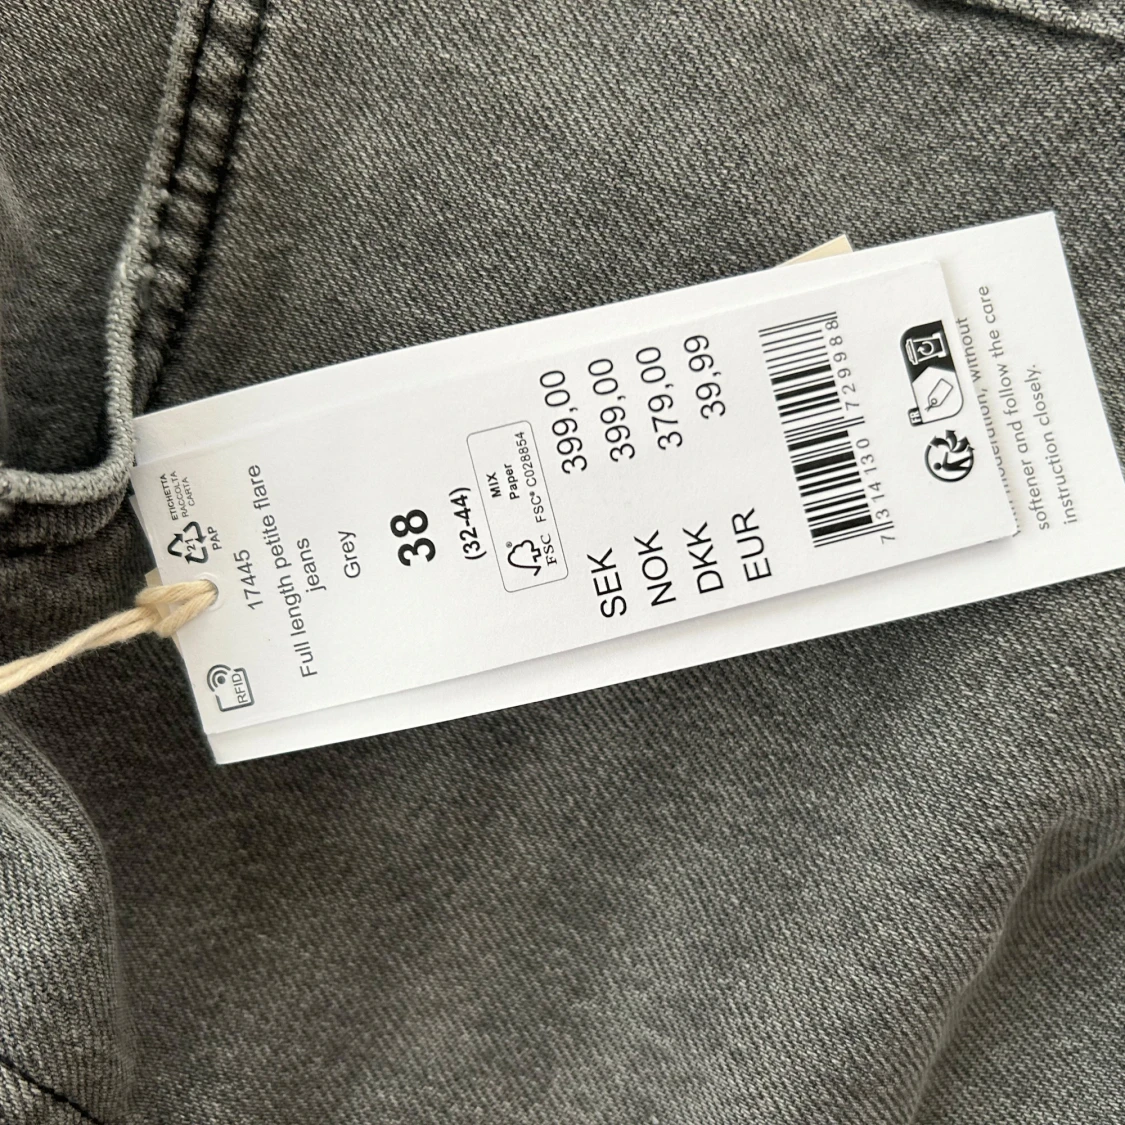 RFID
21
PAP
ETICHETTA
RACCOLTA
CARTA
17445
Full length petite flare
jeans
Grey
38
(32-44)
FSC
MIX
Paper
FSC® C028854
SEK 399,00
NOK 399,00
DKK 379,00
EUR 39,99
7 314130 729988
FR
without
softener and follow the care
instruction closely.